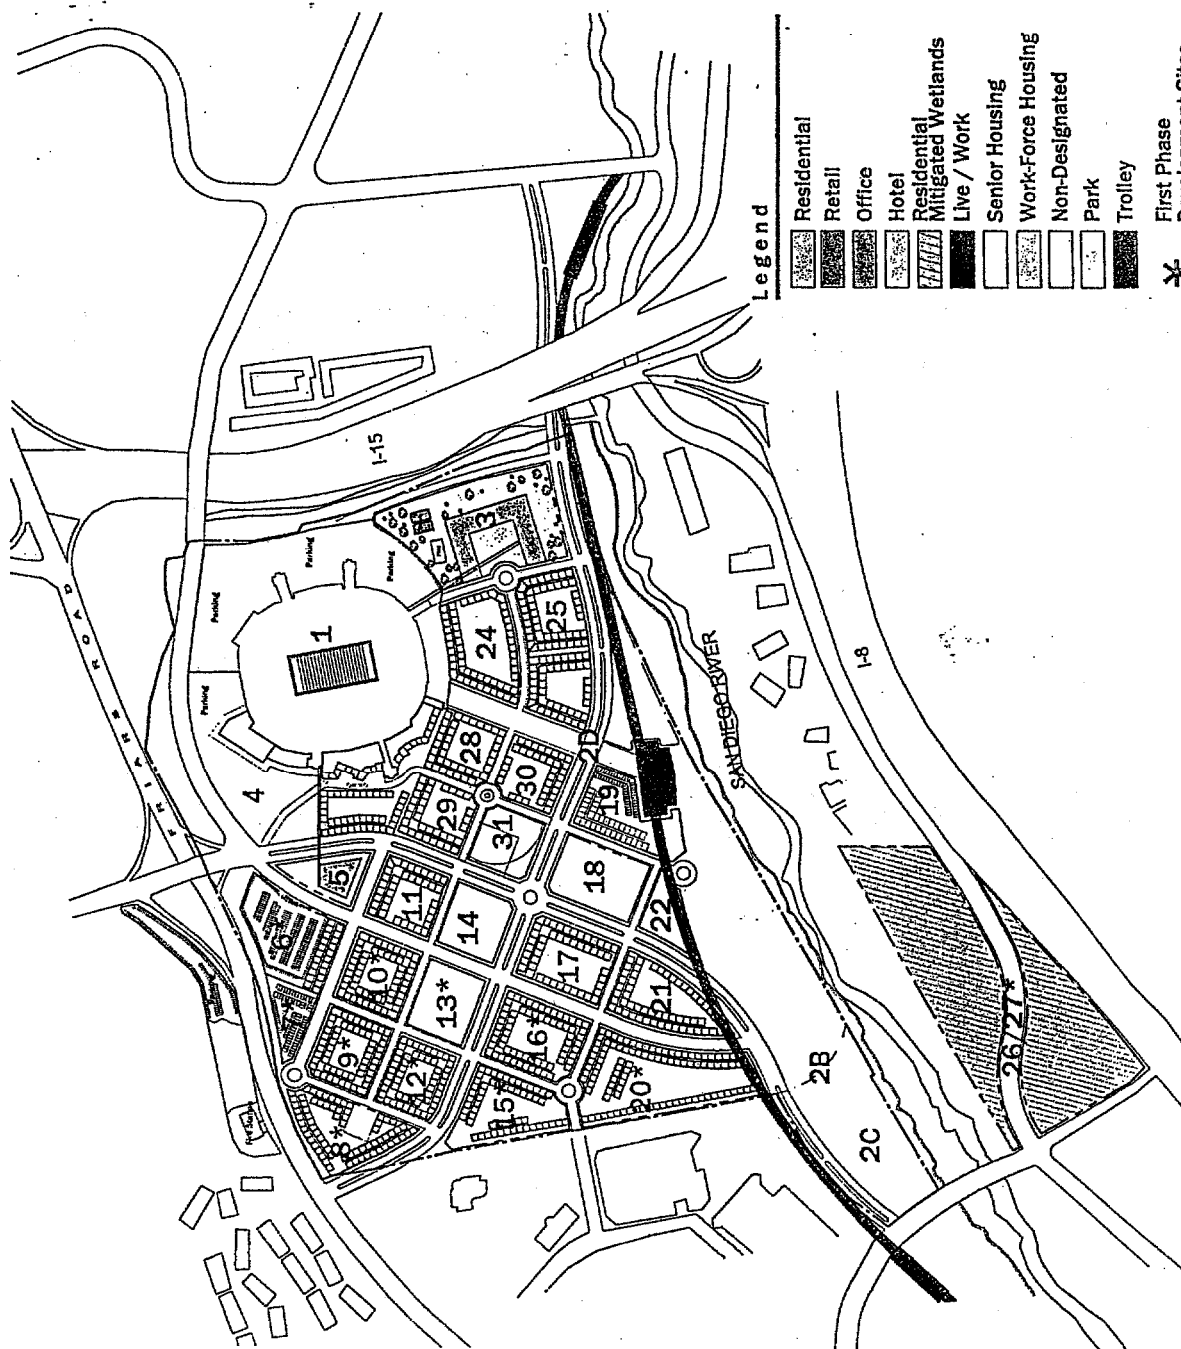 FRIARS ROAD
I-15
Parking
Parking
Parking
Parking
1
3
4
24
25
28
29
30
31
2D
19
5*
6*
11
14
18
22
10*
13*
17
21
9*
12*
16*
20*
8*
15*
2B
2C
26/27*
SAN DIEGO RIVER
I-8
Legend
Residential
Retail
Office
Hotel
Residential
Mitigated Wetlands
Live / Work
Senior Housing
Work-Force Housing
Non-Designated
Park
Trolley
First Phase